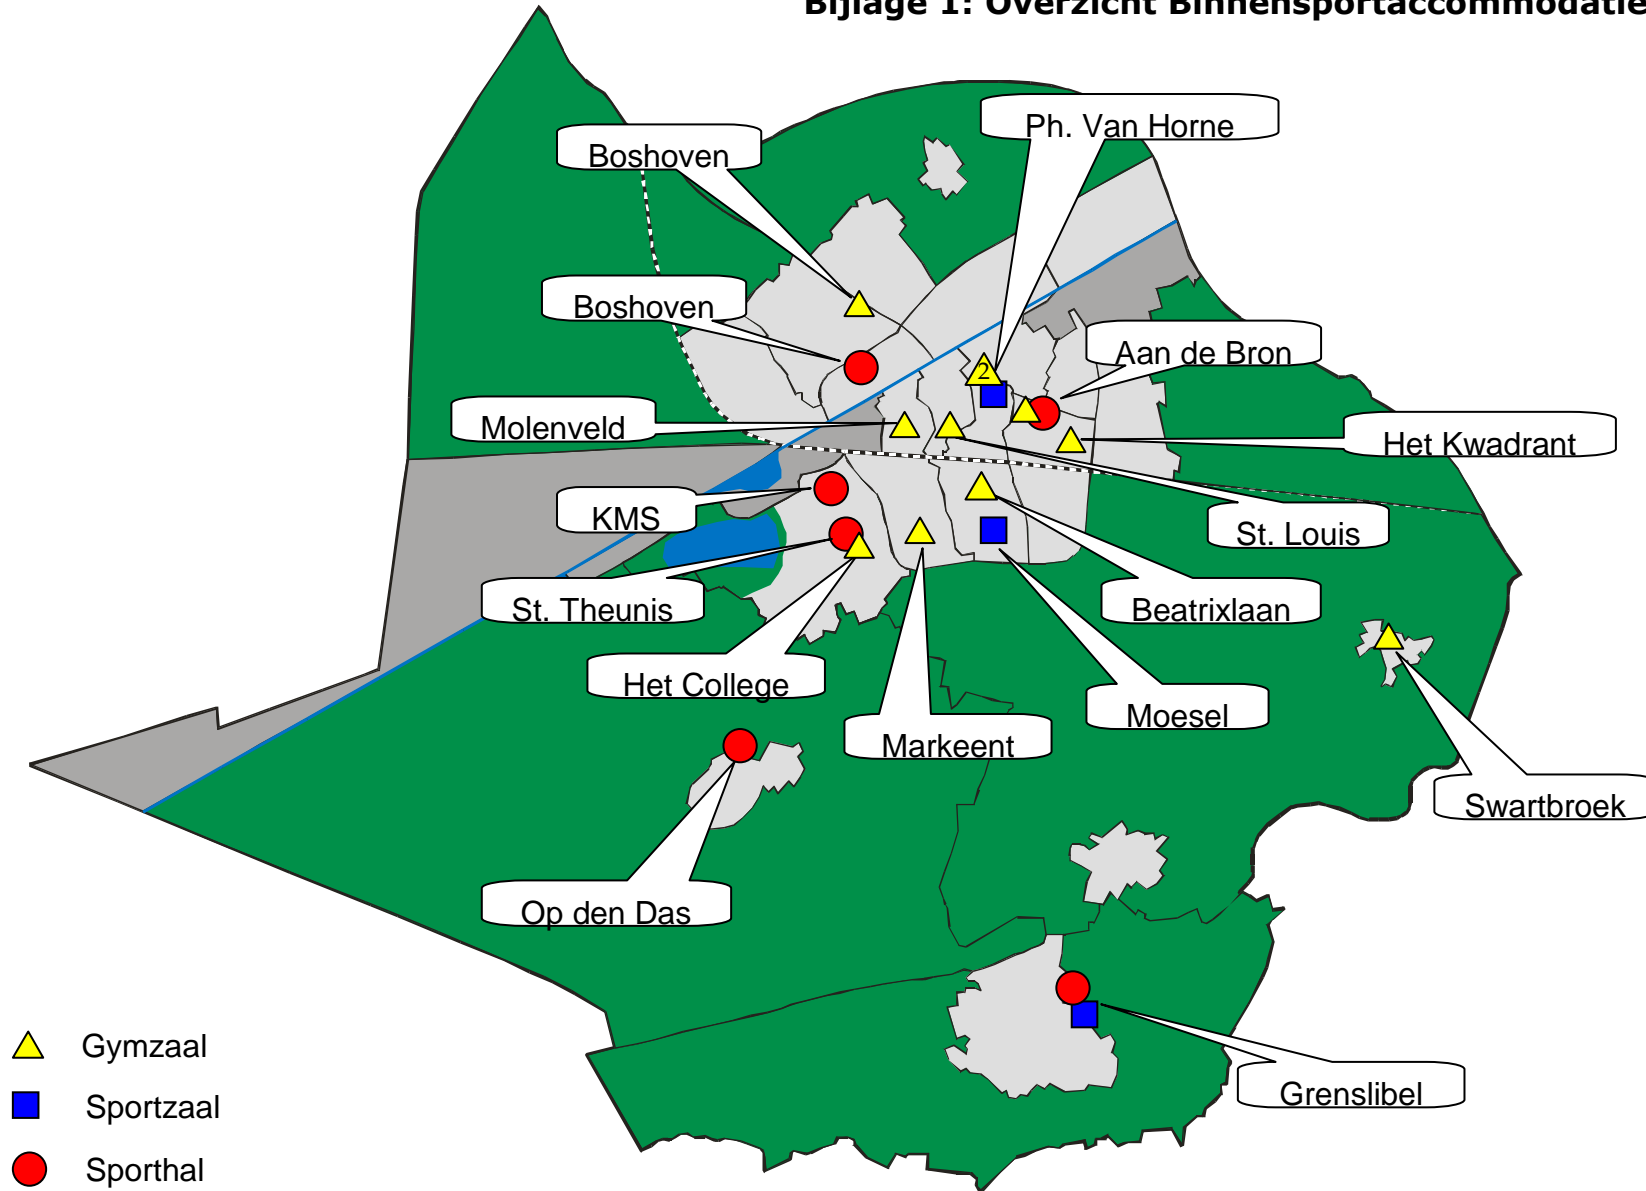 Bijlage 1: Overzicht Binnensportaccommodatie
Ph. Van Horne
Boshoven
Boshoven
Aan de Bron
2
Molenveld
Het Kwadrant
KMS
St. Louis
St. Theunis
Beatrixlaan
Het College
Moesel
Markeent
Swartbroek
Op den Das
Grenslibel
Gymzaal
Sportzaal
Sporthal